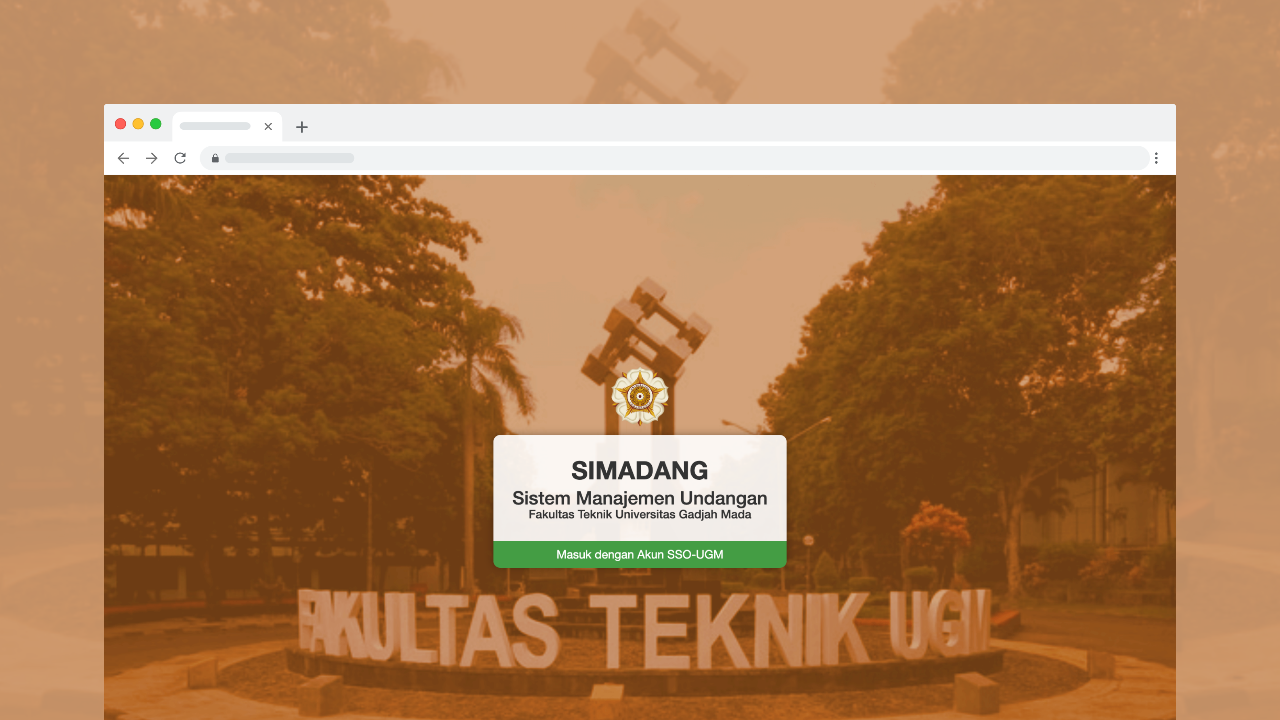 SIMADANG
Sistem Manajemen Undangan
Fakultas Teknik Universitas Gadjah Mada
Masuk dengan Akun SSO-UGM
FAKULTAS TEKNIK UGM